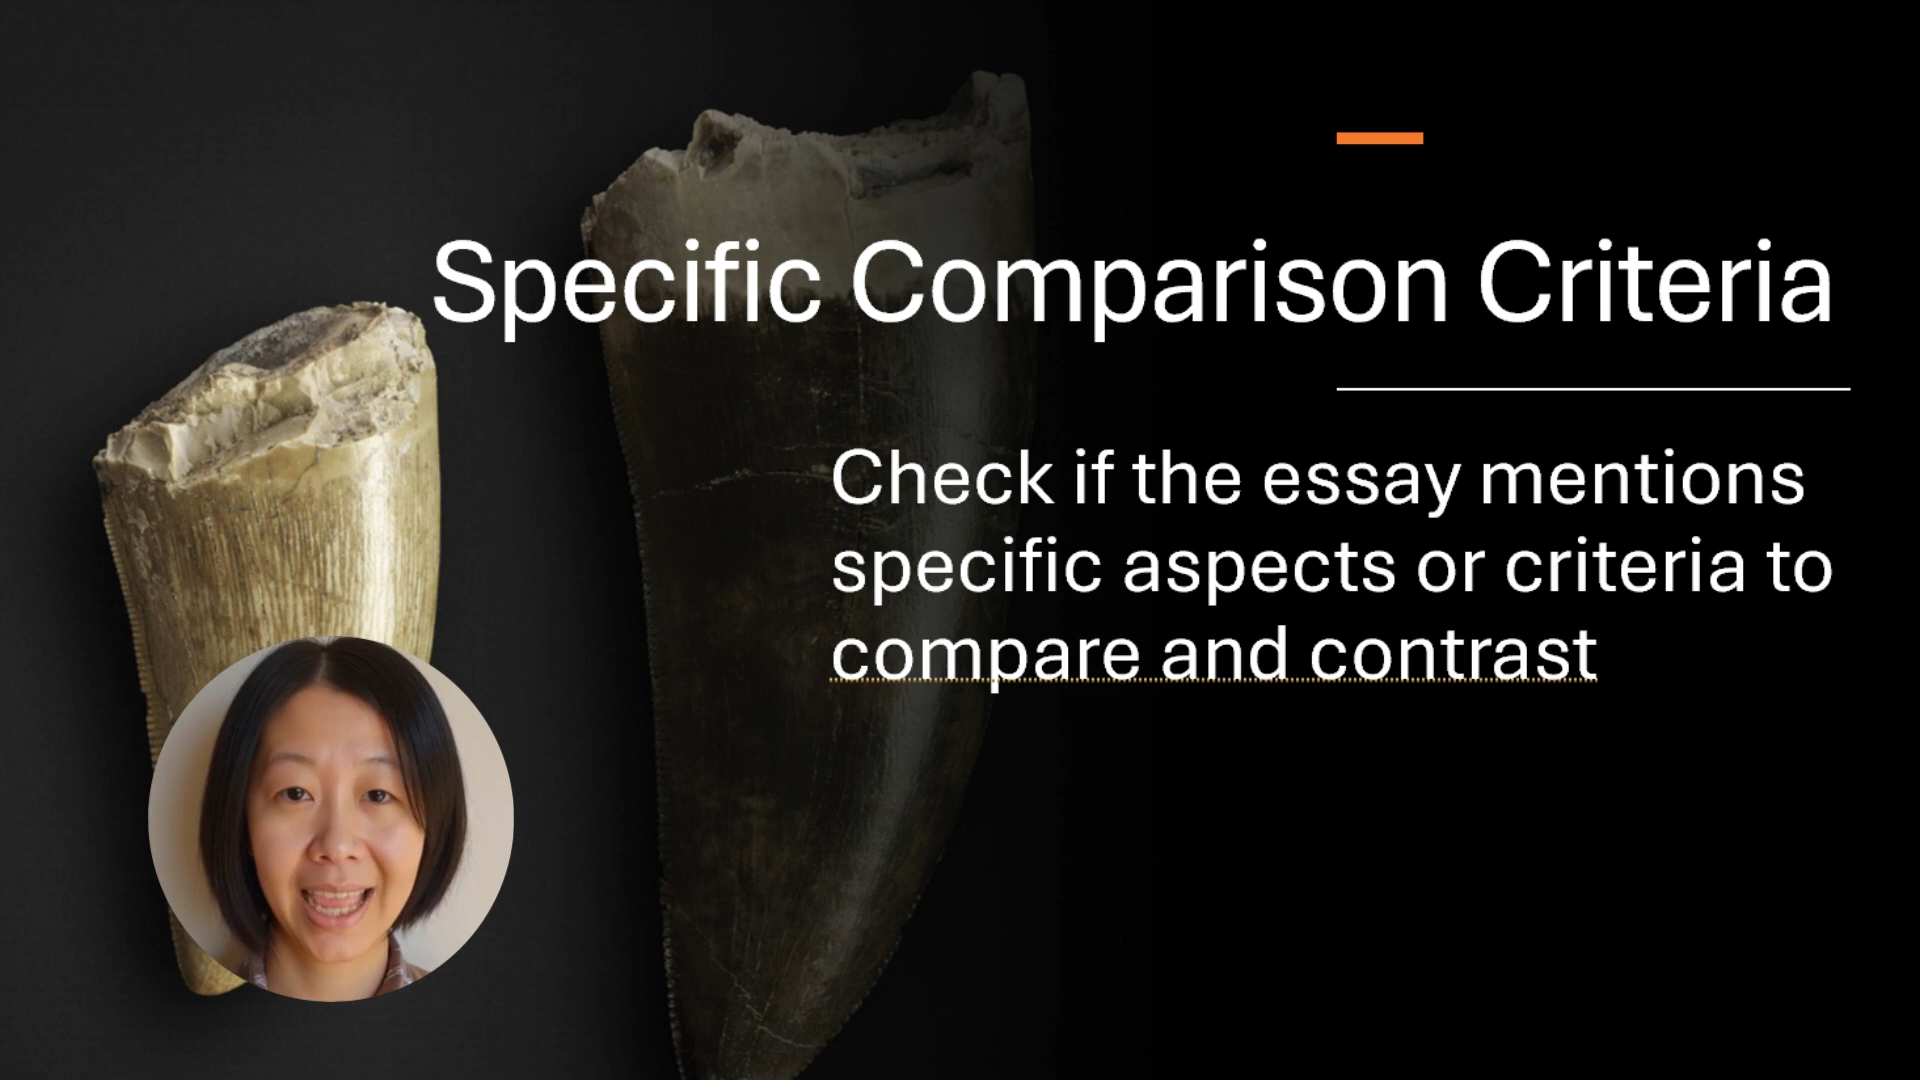 Specific Comparison Criteria
Check if the essay mentions
specific aspects or criteria to
compare and contrast